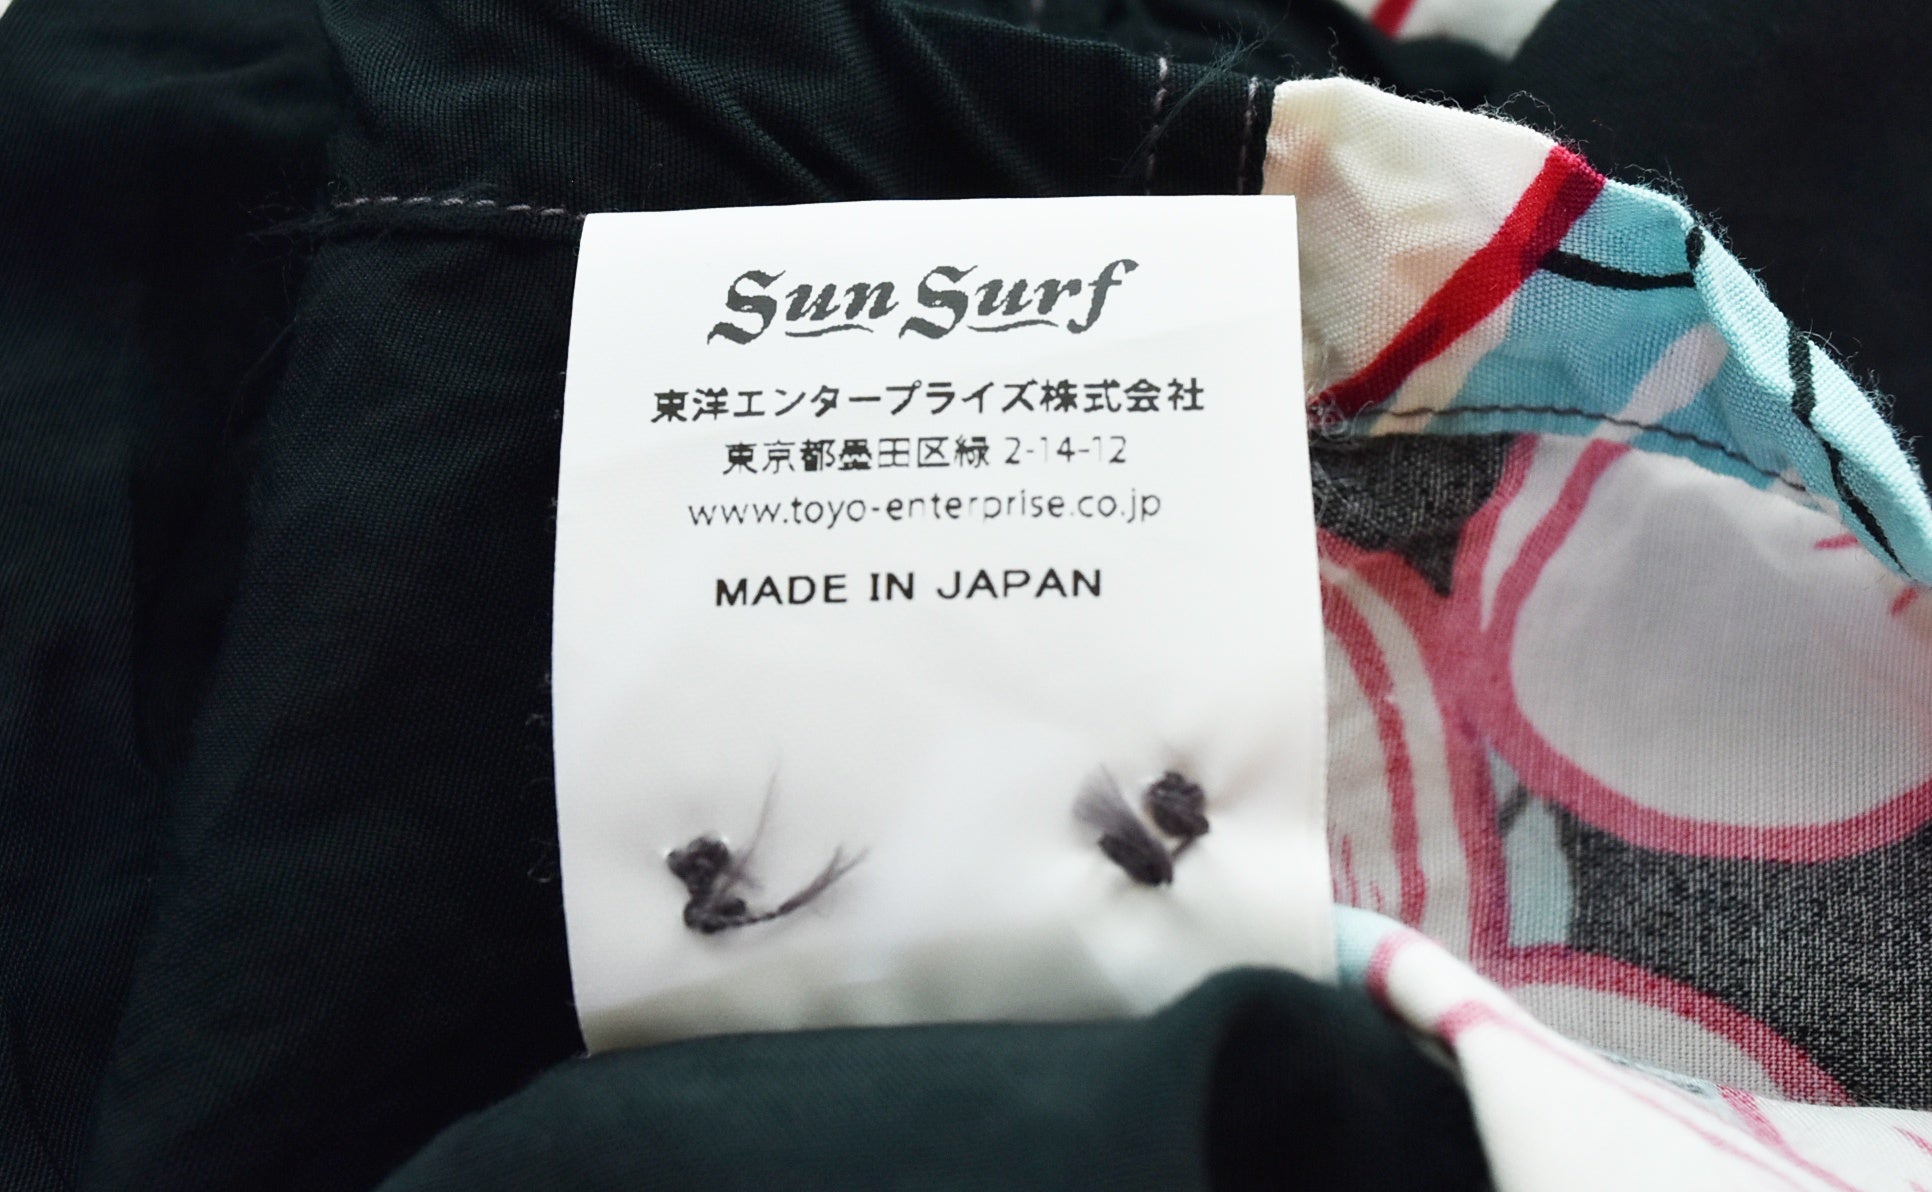 Sun Surf
東洋エンタープライズ株式会社
東京都墨田区緑 2-14-12
www.toyo-enterprise.co.jp
MADE IN JAPAN